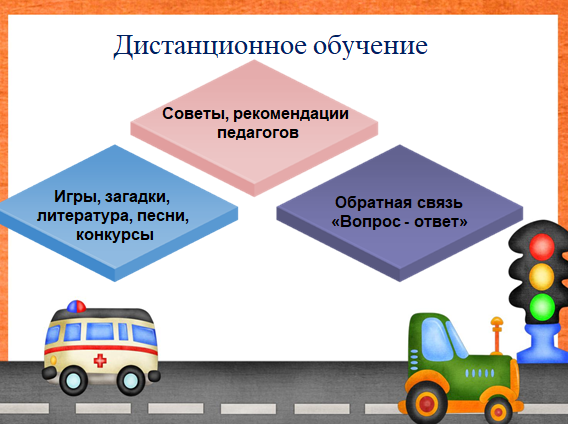 Дистанционное обучение
Советы, рекомендации
педагогов
Игры, загадки,
литература, песни,
конкурсы
Обратная связь
«Вопрос - ответ»